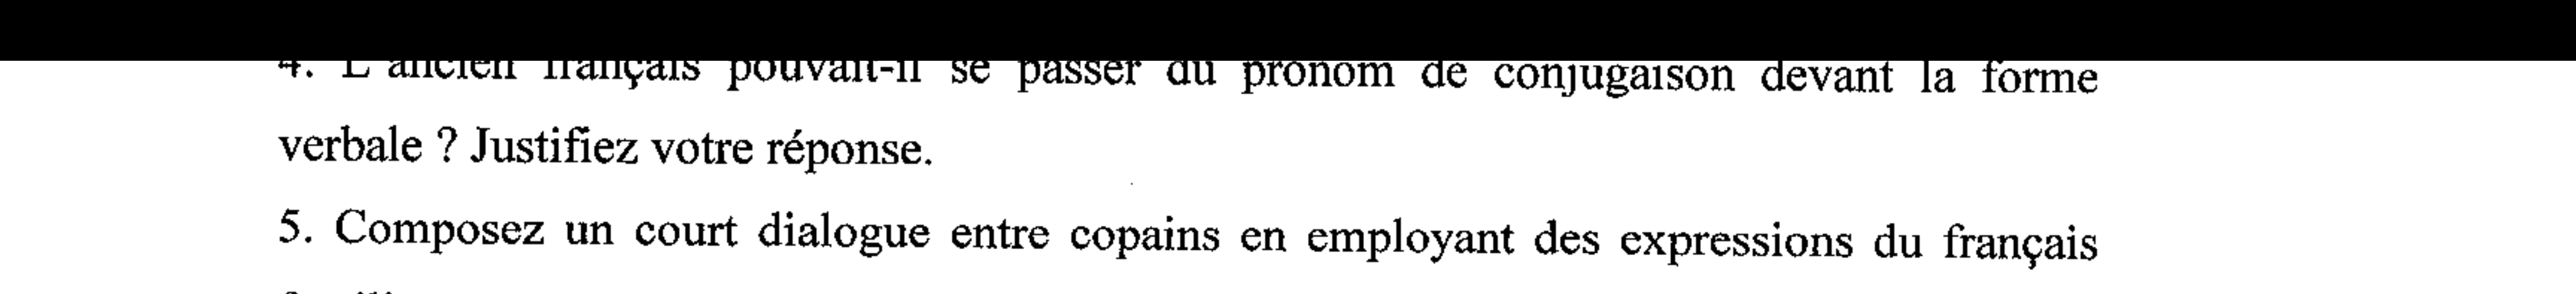 4. L'ancien français pouvait-il se passer du pronom de conjugaison devant la forme
verbale ? Justifiez votre réponse.
5. Composez un court dialogue entre copains en employant des expressions du français